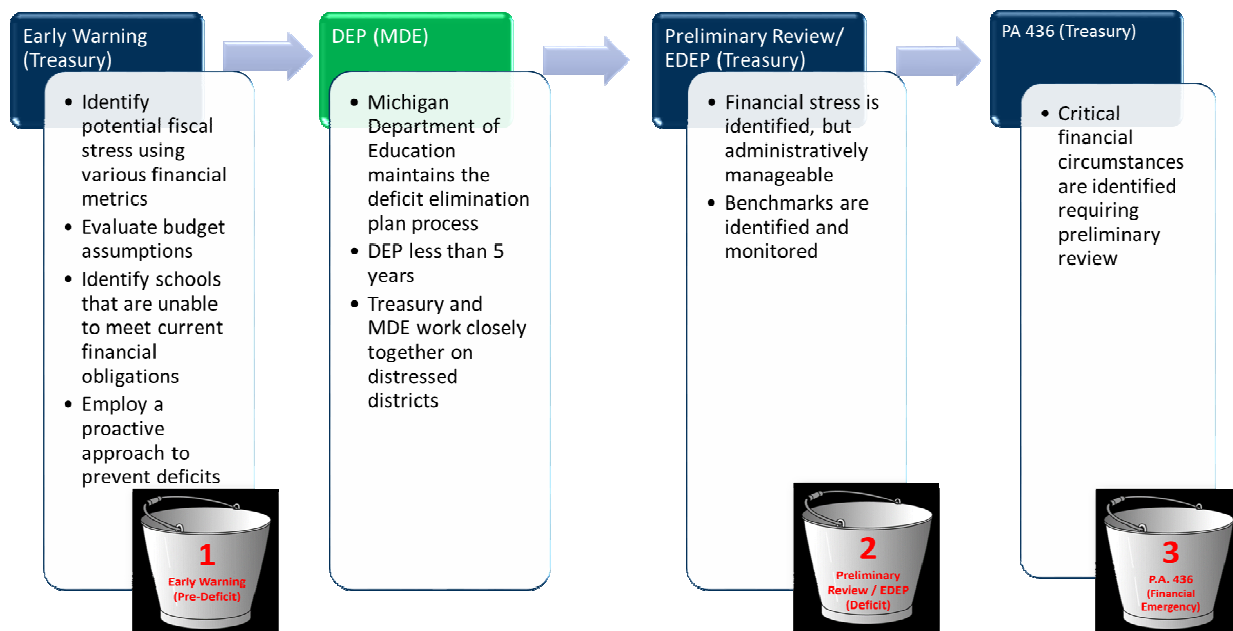 Early Warning
(Treasury)
• Identify
potential fiscal
stress using
various financial
metrics
• Evaluate budget
assumptions
• Identify schools
that are unable
to meet current
financial
obligations
• Employ a
proactive
approach to
prevent deficits
1
Early Warning
(Pre-Deficit)
DEP (MDE)
• Michigan
Department of
Education
maintains the
deficit elimination
plan process
• DEP less than 5
years
• Treasury and
MDE work closely
together on
distressed
districts
Preliminary Review/
EDEP (Treasury)
• Financial stress is
identified, but
administratively
manageable
• Benchmarks are
identified and
monitored
2
Preliminary
Review / EDEP
(Deficit)
PA 436 (Treasury)
• Critical
financial
circumstances
are identified
requiring
preliminary
review
3
P.A. 436
(Financial
Emergency)